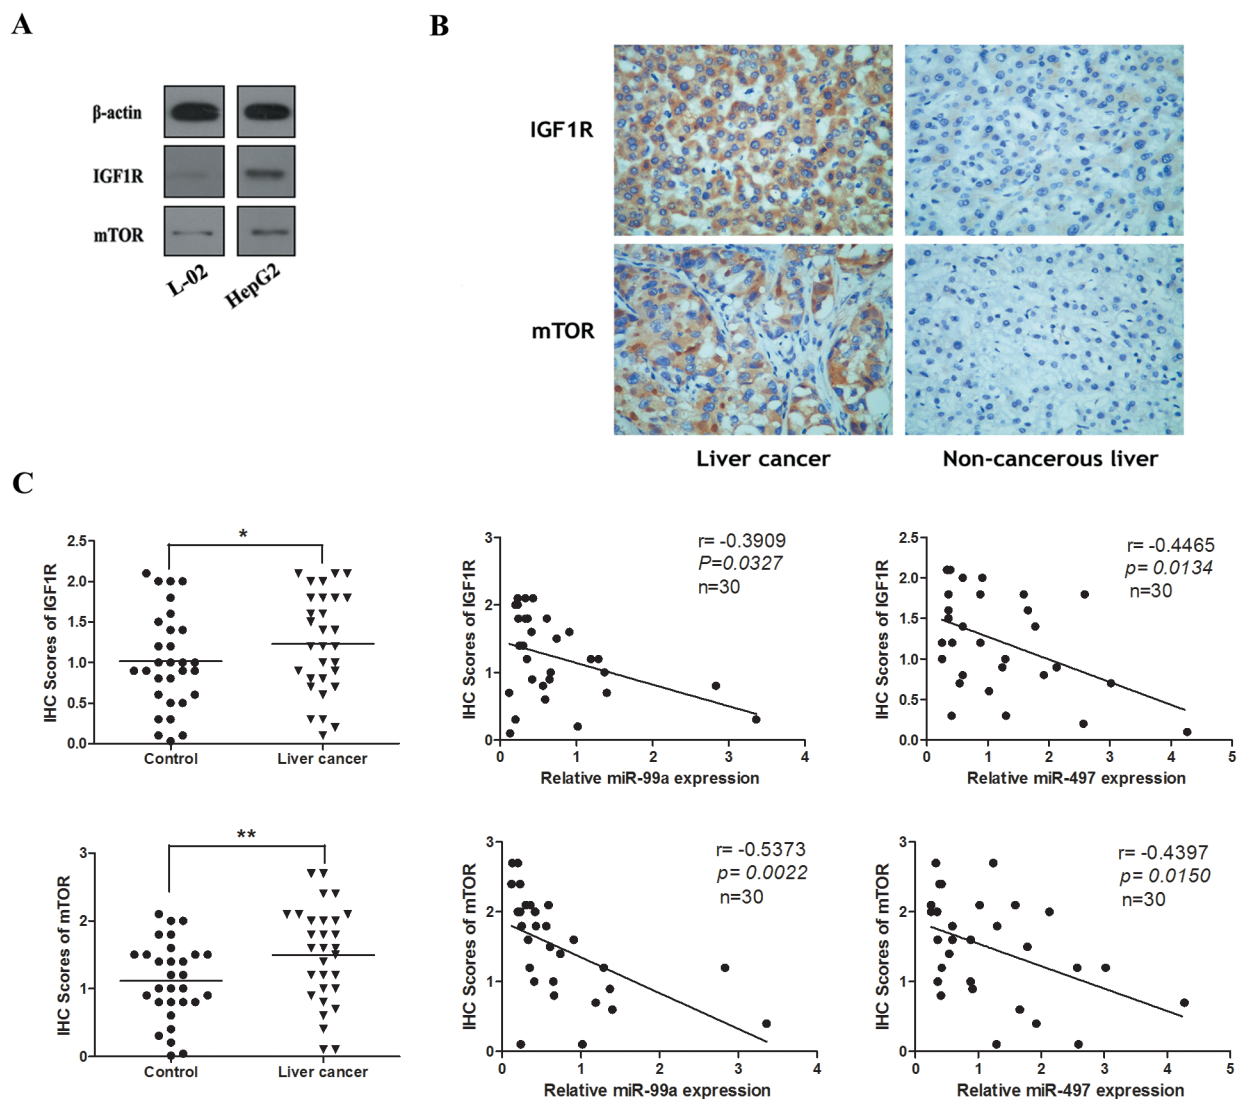 A
B
β-actin
IGF1R
mTOR
L-02
HepG2
IGF1R
mTOR
Liver cancer
Non-cancerous liver
C
IHC Scores of IGF1R
2.5
2.0
1.5
1.0
0.5
0.0
*
Control
Liver cancer
IHC Scores of IGF1R
3
2
1
0
r= -0.3909
P=0.0327
n=30
0
1
2
3
4
Relative miR-99a expression
IHC Scores of IGF1R
2.5
2.0
1.5
1.0
0.5
0.0
r= -0.4465
p= 0.0134
n=30
0
1
2
3
4
5
Relative miR-497 expression
IHC Scores of mTOR
3
2
1
0
**
Control
Liver cancer
IHC Scores of mTOR
3
2
1
0
r= -0.5373
p= 0.0022
n=30
0
1
2
3
4
Relative miR-99a expression
IHC Scores of mTOR
3
2
1
0
r= -0.4397
p= 0.0150
n=30
0
1
2
3
4
5
Relative miR-497 expression